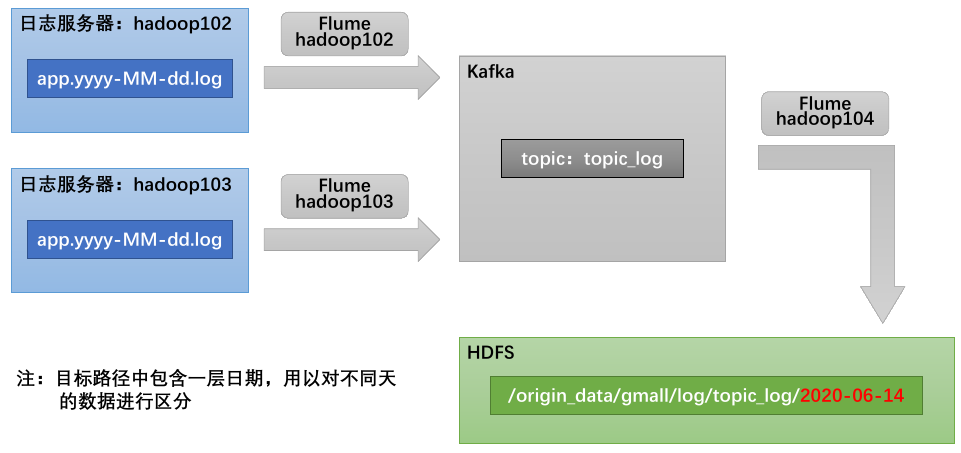 日志服务器：hadoop102
app.yyyy-MM-dd.log
Flume
hadoop102
日志服务器：hadoop103
app.yyyy-MM-dd.log
Flume
hadoop103
Kafka
topic：topic_log
Flume
hadoop104
HDFS
/origin_data/gmall/log/topic_log/2020-06-14
注：目标路径中包含一层日期，用以对不同天
的数据进行区分